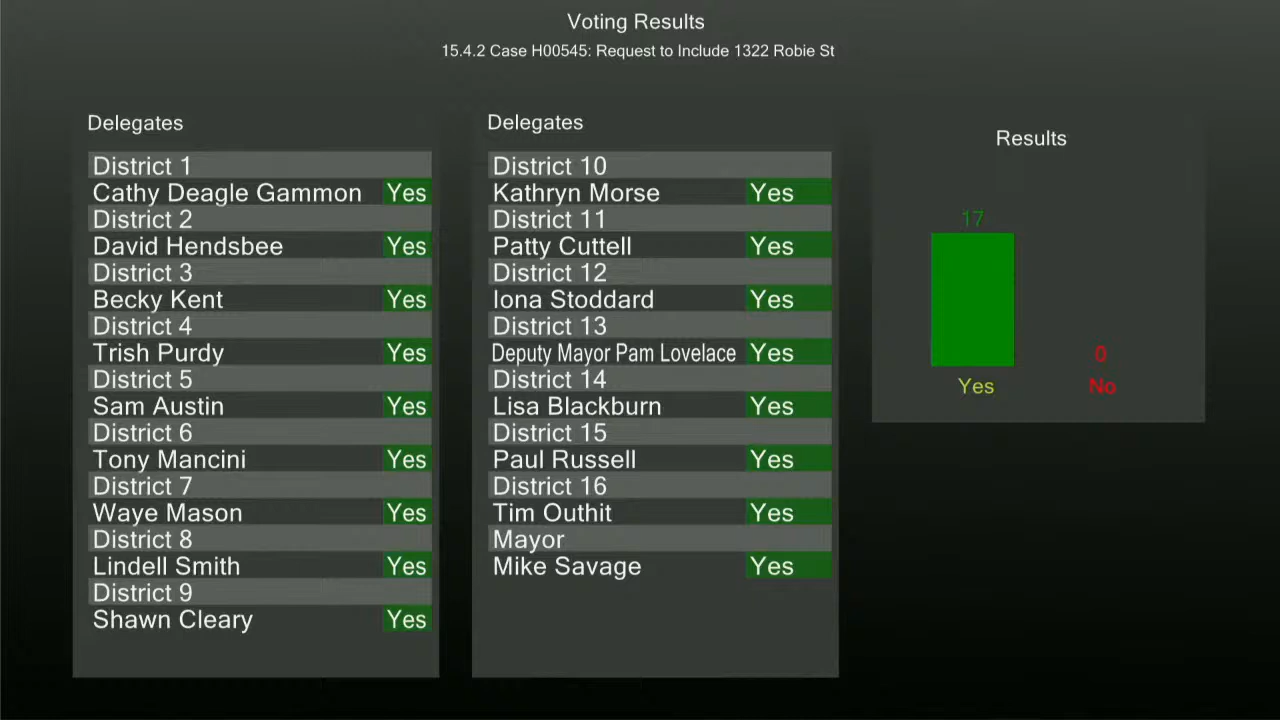 Voting Results
15.4.2 Case H00545: Request to Include 1322 Robie St
Delegates
District 1
Cathy Deagle Gammon Yes
District 2
David Hendsbee Yes
District 3
Becky Kent Yes
District 4
Trish Purdy Yes
District 5
Sam Austin Yes
District 6
Tony Mancini Yes
District 7
Waye Mason Yes
District 8
Lindell Smith Yes
District 9
Shawn Cleary Yes
Delegates
District 10
Kathryn Morse Yes
District 11
Patty Cuttell Yes
District 12
Iona Stoddard Yes
District 13
Deputy Mayor Pam Lovelace Yes
District 14
Lisa Blackburn Yes
District 15
Paul Russell Yes
District 16
Tim Outhit Yes
Mayor
Mike Savage Yes
Results
17
0
Yes No